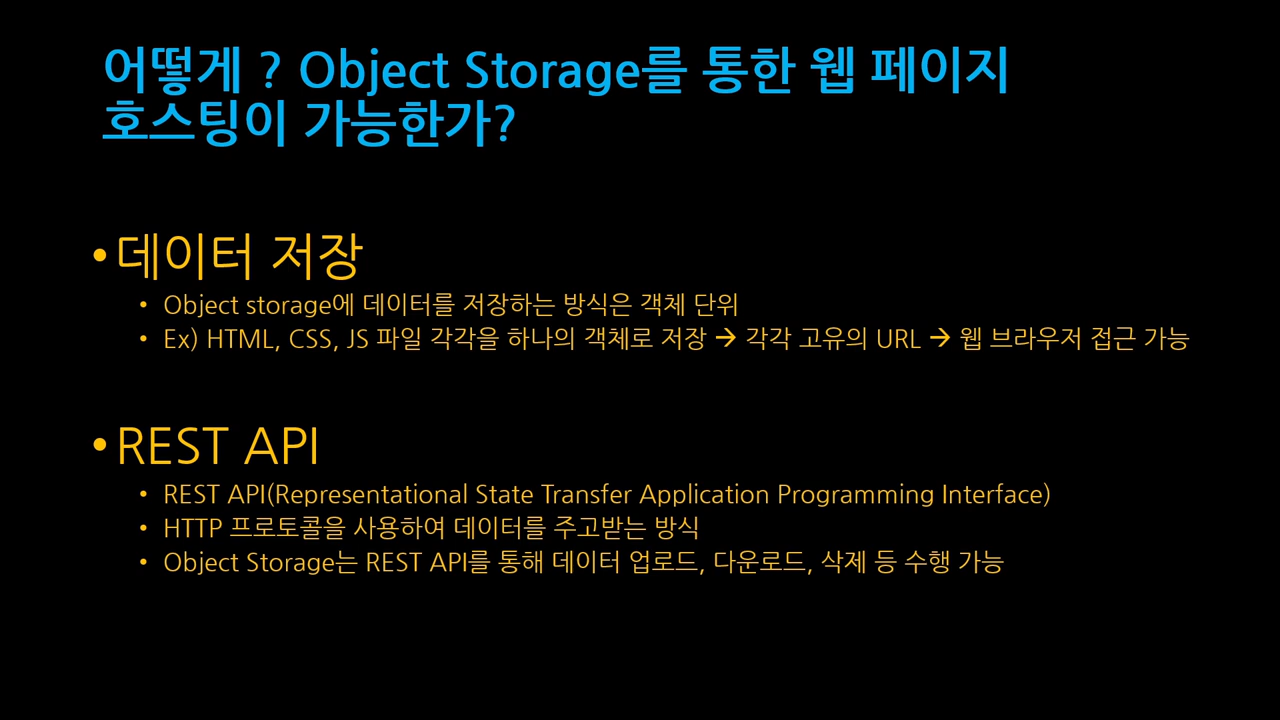 어떻게 ? Object Storage를 통한 웹 페이지
호스팅이 가능한가?
• 데이터 저장
• Object storage에 데이터를 저장하는 방식은 객체 단위
• Ex) HTML, CSS, JS 파일 각각을 하나의 객체로 저장 → 각각 고유의 URL → 웹 브라우저 접근 가능
• REST API
• REST API(Representational State Transfer Application Programming Interface)
• HTTP 프로토콜을 사용하여 데이터를 주고받는 방식
• Object Storage는 REST API를 통해 데이터 업로드, 다운로드, 삭제 등 수행 가능